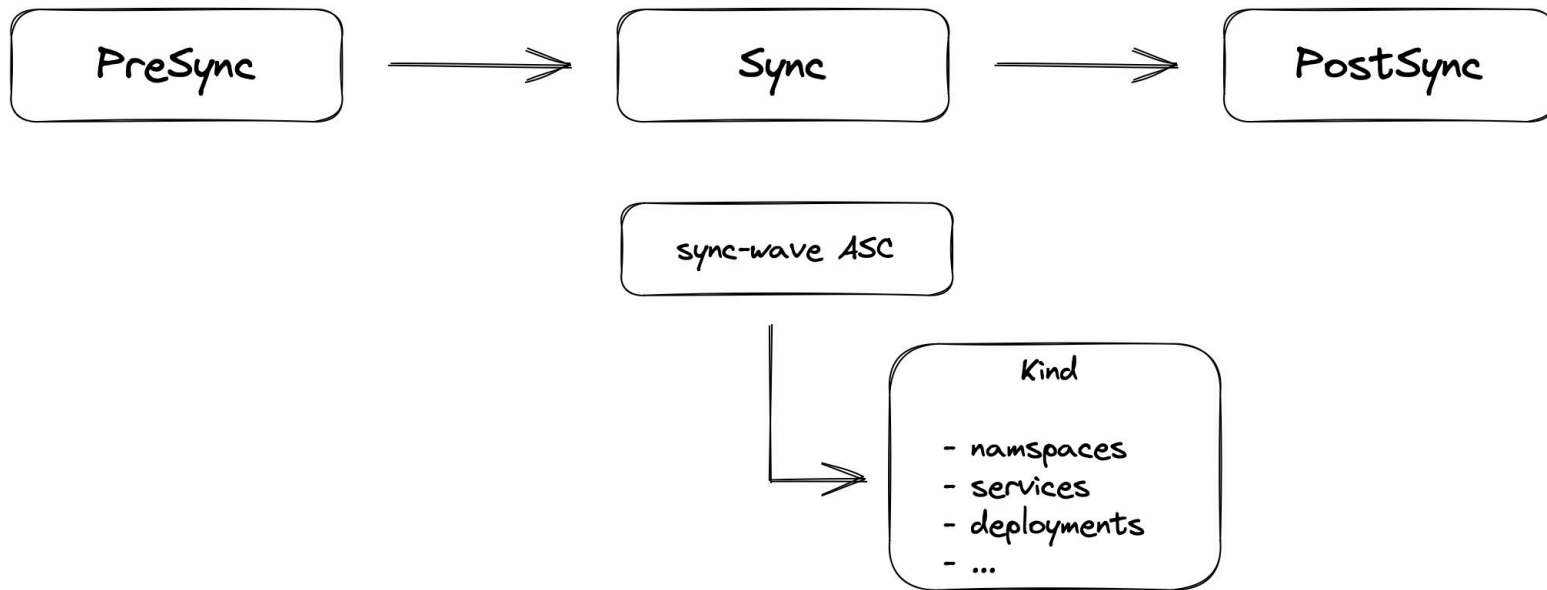 PreSync
Sync
PostSync
sync-wave ASC
Kind
- namspaces
- services
- deployments
- ...